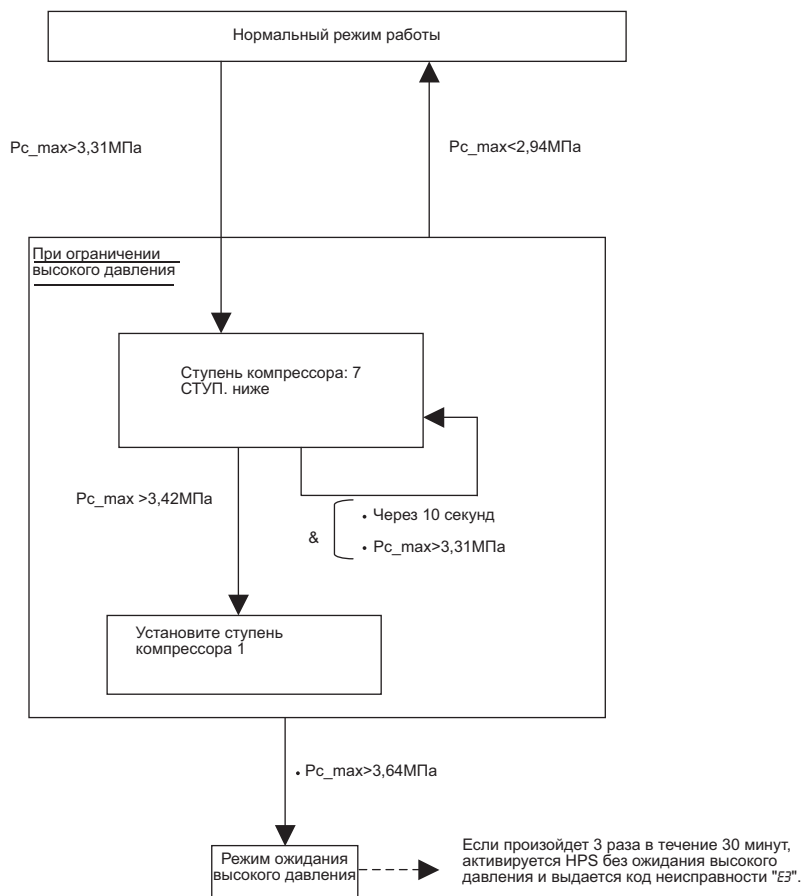 Нормальный режим работы
Pc_max>3,31МПа
Pc_max<2,94МПа
При ограничении
высокого давления
Ступень компрессора: 7
СТУП. ниже
Pc_max >3,42МПа
&
• Через 10 секунд
• Pc_max>3,31МПа
Установите ступень
компрессора 1
• Pc_max>3,64МПа
Режим ожидания
высокого давления
Если произойдет 3 раза в течение 30 минут,
активируется HPS без ожидания высокого
давления и выдается код неисправности "E3".